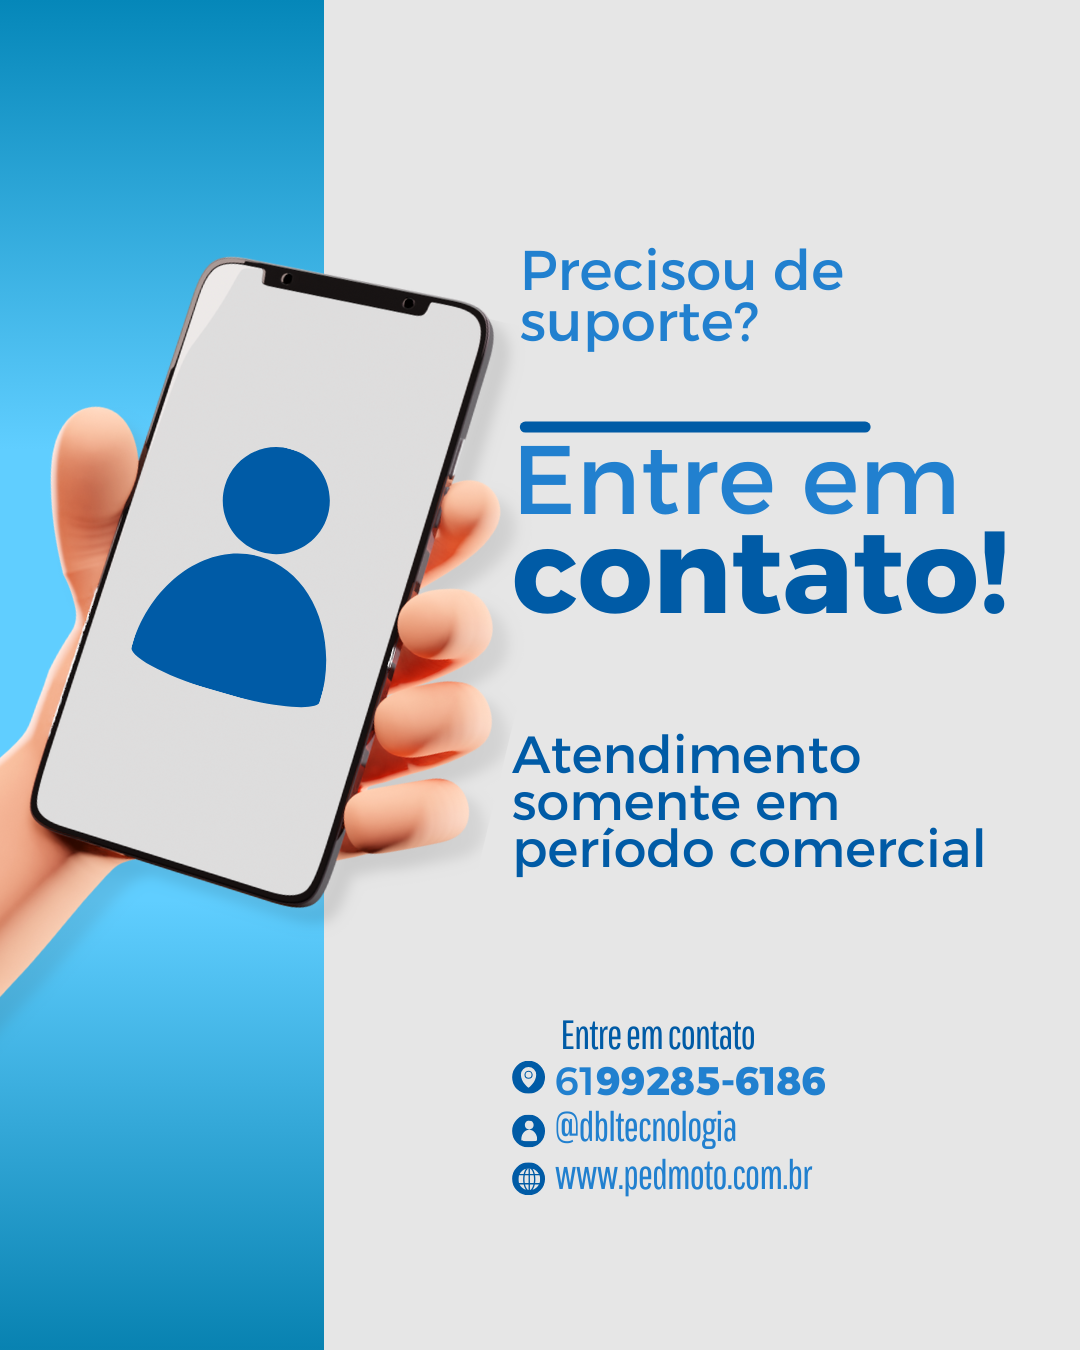 Precisou de
suporte?
Entre em
contato!
Atendimento
somente em
período comercial
Entre em contato
6199285-6186
@dbltecnologia
www.pedmoto.com.br